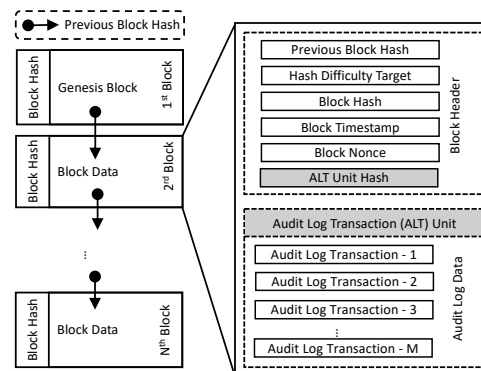 Previous Block Hash
Block Hash
Genesis Block
1st Block
Block Hash
Block Data
2rd Block
...
Block Hash
Block Data
Nth Block
Previous Block Hash
Hash Difficulty Target
Block Hash
Block Timestamp
Block Nonce
ALT Unit Hash
Block Header
Audit Log Transaction (ALT) Unit
Audit Log Transaction - 1
Audit Log Transaction - 2
Audit Log Transaction - 3
...
Audit Log Transaction - M
Audit Log Data